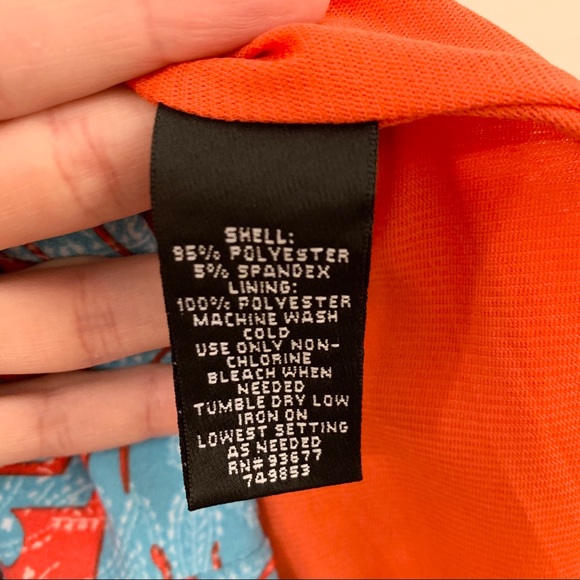 SHELL:
95% POLYESTER
5% SPANDEX
LINING:
100% POLYESTER
MACHINE WASH
COLD
USE ONLY NON-
CHLORINE
BLEACH WHEN
NEEDED
TUMBLE DRY LOW
IRON ON
LOWEST SETTING
AS NEEDED
RN# 93677
749853